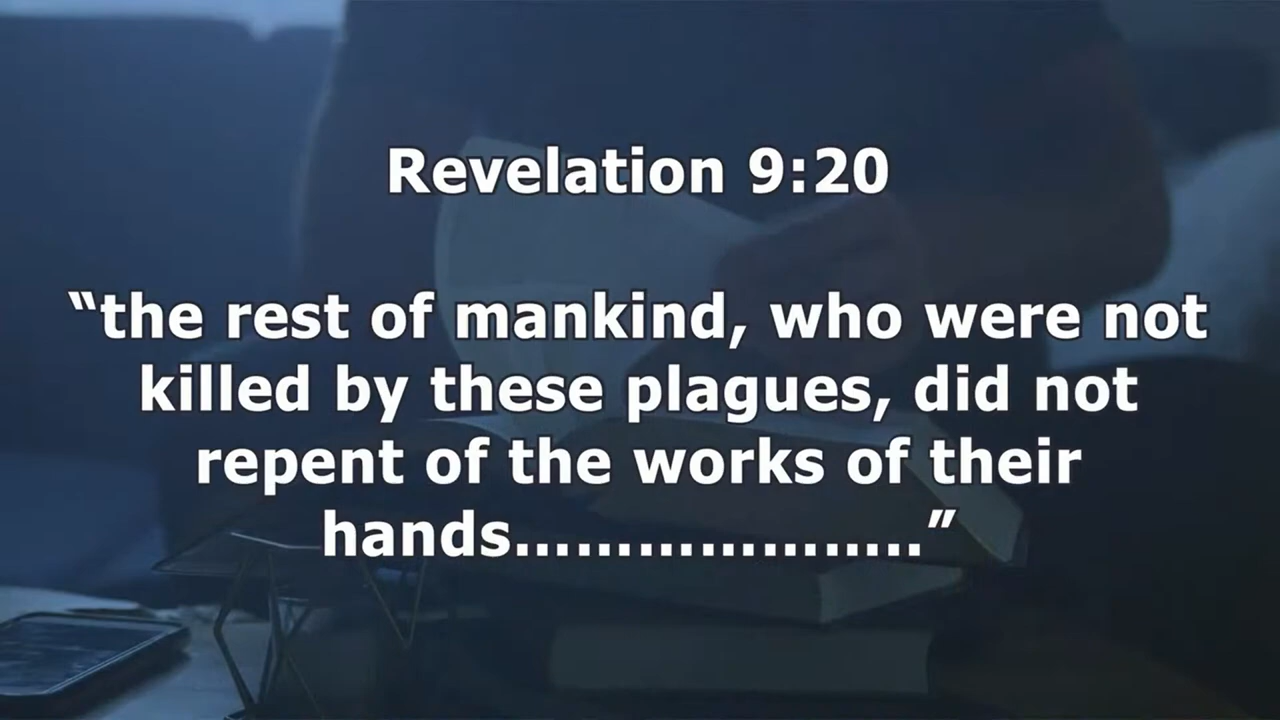 Revelation 9:20
“the rest of mankind, who were not
killed by these plagues, did not
repent of the works of their
hands....................”